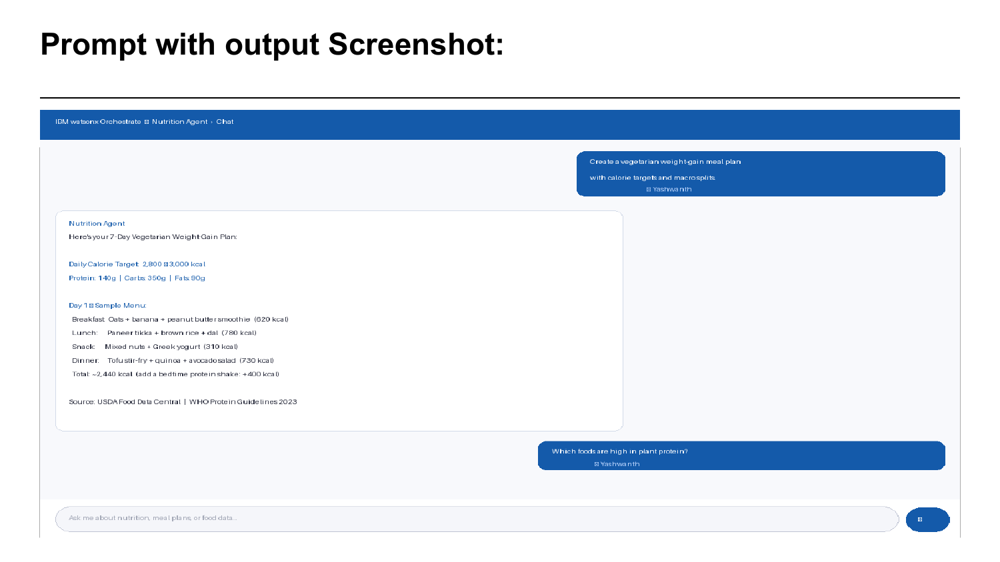 Prompt with output Screenshot:
IBM watsonx Orchestrate ☒ Nutrition Agent › Chat
Create a vegetarian weight-gain meal plan
with calorie targets and macro splits.
☒ Yashwanth
Nutrition Agent
Here's your 7-Day Vegetarian Weight-Gain Plan:
Daily Calorie Target: 2,800 ☒ 3,000 kcal
Protein: 140g | Carbs: 350g | Fats: 90g
Day 1 ☒ Sample Menu:
Breakfast: Oats + banana + peanut butter smoothie (620 kcal)
Lunch: Paneer tikka + brown rice + dal (780 kcal)
Snack: Mixed nuts + Greek yogurt (310 kcal)
Dinner: Tofu stir-fry + quinoa + avocado salad (730 kcal)
Total: ~2,440 kcal (add a bedtime protein shake: +400 kcal)
Source: USDA Food Data Central | WHO Protein Guidelines 2023
Which foods are high in plant protein?
☒ Yashwanth
Ask me about nutrition, meal plans, or food data...
☒